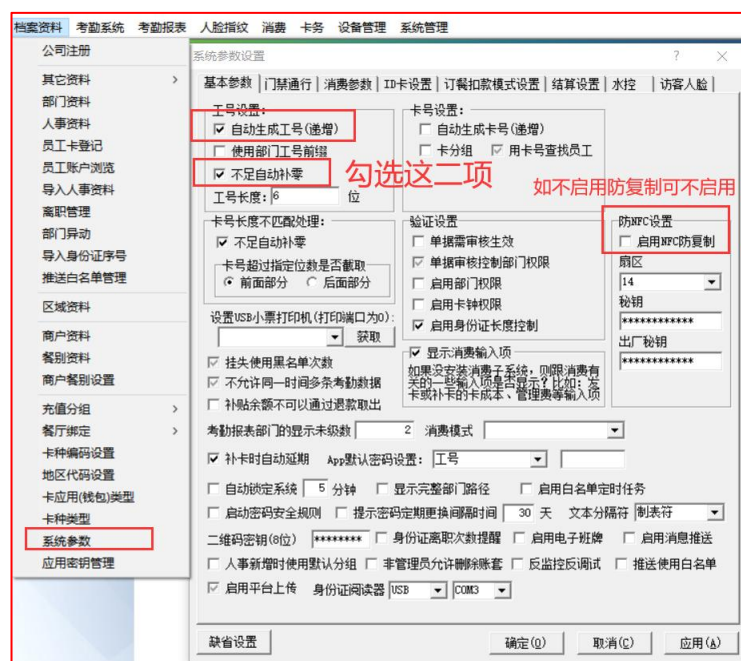 档案资料 考勤系统 考勤报表 人脸指纹 消费 卡务 设备管理 系统管理
公司注册
其它资料 >
部门资料
人事资料
员工卡登记
员工账户浏览
导入人事资料
离职管理
部门异动
导入身份证序号
推送白名单管理
区域资料
商户资料
餐别资料
商户餐别设置
充值分组 >
餐厅绑定 >
卡种编码设置
地区代码设置
卡应用(钱包)类型
卡种类型
系统参数
应用密钥管理
系统参数设置 ? ×
基本参数 门禁通行 消费参数 ID卡设置 订餐扣款模式设置 结算设置 水控 访客人脸
工号设置:
自动生成工号(递增)
使用部门工号前缀
不足自动补零
工号长度: 6 位
卡号设置:
自动生成卡号(递增)
卡分组 用卡号查找员工
勾选这二项
如不启用防复制可不启用
卡号长度不匹配处理:
不足自动补零
卡号超过指定位数是否截取
前面部分 后面部分
设置USB小票打印机(打印端口为0):
获取
挂失使用黑名单次数
不允许同一时间多条考勤数据
补贴余额不可以通过退款取出
验证设置
单据需审核生效
单据审核控制部门权限
启用部门权限
启用卡钟权限
启用身份证长度控制
显示消费输入项
如果没安装消费子系统，则跟消费有
关的一些输入项是否显示？比如：发
卡或补卡的卡成本、管理费等输入项
防NFC设置
启用NFC防复制
扇区
14
秘钥
************
出厂秘钥
************
考勤报表部门的显示未级数 2 消费模式
补卡时自动延期 App默认密码设置: 工号
自动锁定系统 5 分钟 显示完整部门路径 启用白名单定时任务
启动密码安全规则 提示密码定期更换间隔时间 30 天 文本分隔符 制表符
二维码密钥(8位) ******** 身份证离职次数提醒 启用电子班牌 启用消息推送
人事新增时使用默认分组 非管理员允许删除账套 反监控反调试 推送使用白名单
启用平台上传 身份证阅读器 USB COM3
缺省设置 确定(O) 取消(C) 应用(A)